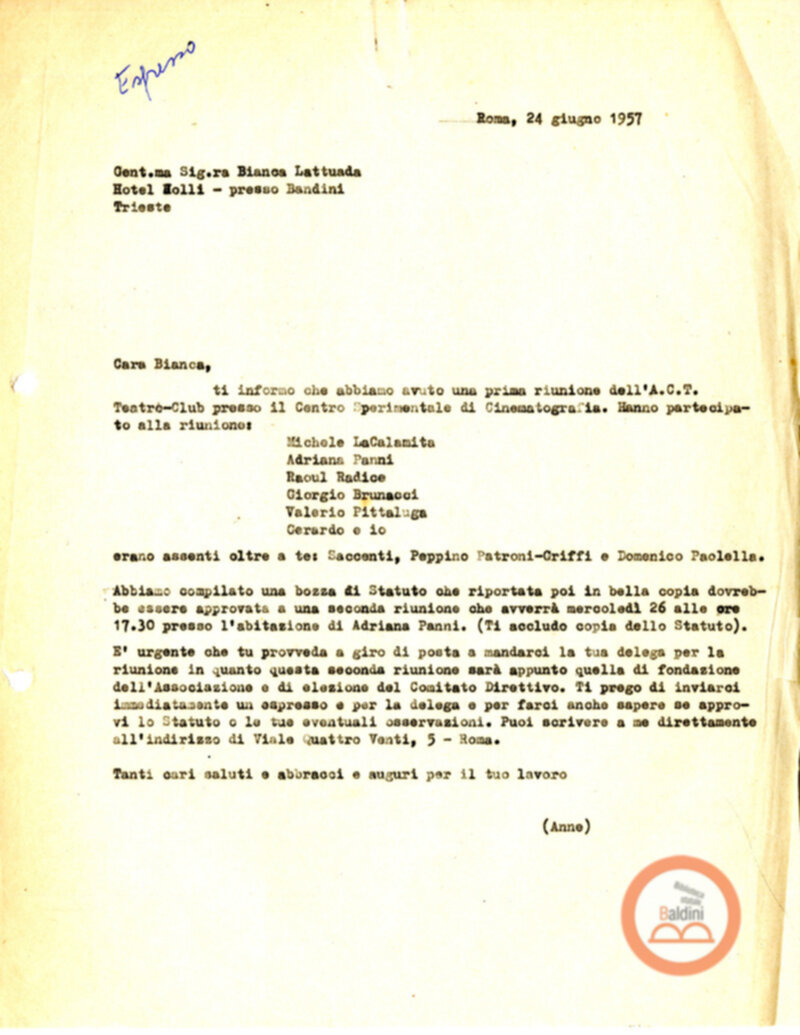 Espresso
Roma, 24 giugno 1957
Gent.ma Sig.ra Bianca Lattuada
Hotel Zolli - presso Bandini
Trieste
Cara Bianca,
ti informo che abbiamo avuto una prima riunione dell'A.C.T.
Teatro-Club presso il Centro Sperimentale di Cinematografia. Hanno partecipa-
to alla riunione:
Michele LaCalamita
Adriana Panni
Raoul Radice
Giorgio Brunacci
Valerio Pittaluga
Gerardo e io
erano assenti oltre a te: Saccenti, Peppino Patroni-Griffi e Domenico Paolella.
Abbiamo compilato una bozza di Statuto che riportata poi in bella copia dovreb-
be essere approvata a una seconda riunione che avverrà mercoledì 26 alle ore
17.30 presso l'abitazione di Adriana Panni. (Ti accludo copia dello Statuto).
E' urgente che tu provveda a giro di posta a mandarci la tua delega per la
riunione in quanto questa seconda riunione sarà appunto quella di fondazione
dell'Associazione e di elezione del Comitato Direttivo. Ti prego di inviarci
immediatamente un espresso e per la delega e per farci anche sapere se appro-
vi lo Statuto o le tue eventuali osservazioni. Puoi scrivere a me direttamente
all'indirizzo di Viale Quattro Venti, 5 - Roma.
Tanti cari saluti e abbracci e auguri per il tuo lavoro
(Anne)
Biblioteca
statale
Baldini